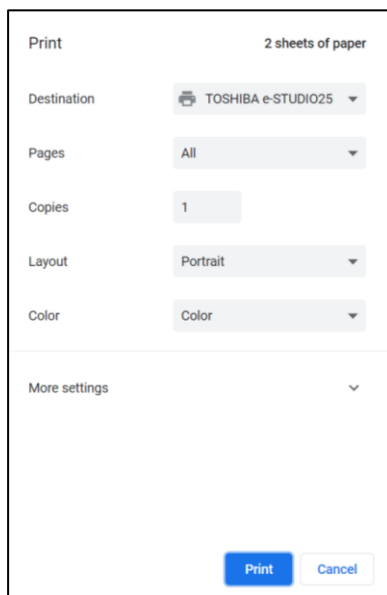 Print 2 sheets of paper
Destination TOSHIBA e-STUDIO25
Pages All
Copies 1
Layout Portrait
Color Color
More settings
Print Cancel